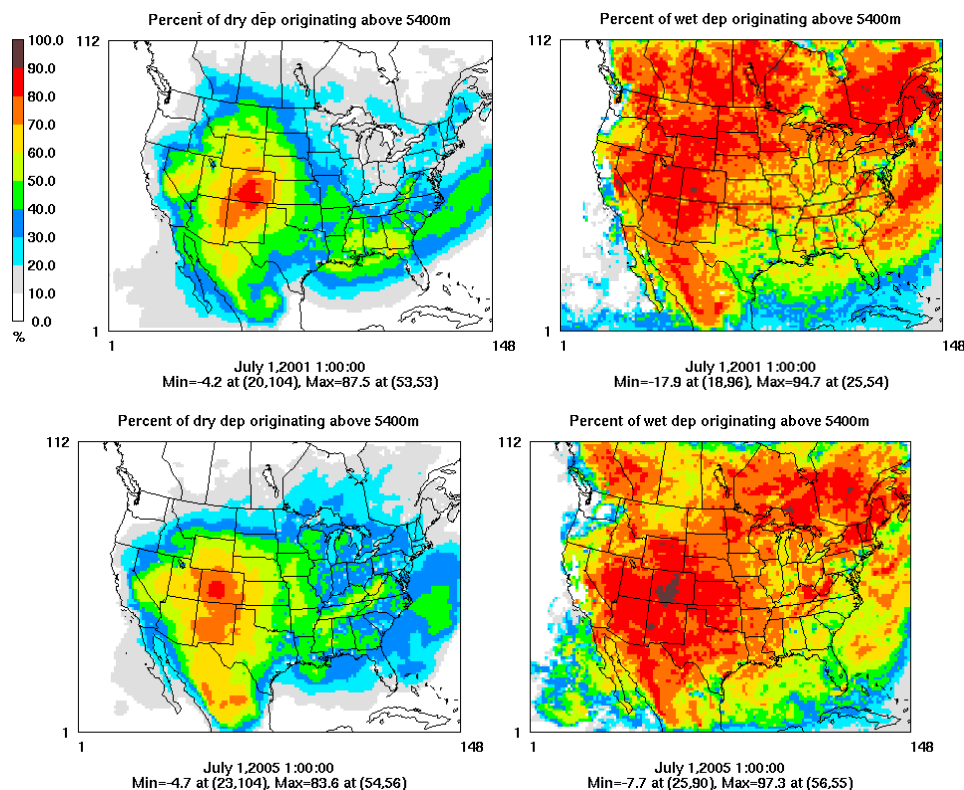 Percent of dry dep originating above 5400m
Percent of wet dep originating above 5400m
100.0
90.0
80.0
70.0
60.0
50.0
40.0
30.0
20.0
10.0
0.0
%
112
1
1
148
July 1,2001 1:00:00
Min=-4.2 at (20,104), Max=87.5 at (53,53)
112
1
1
148
July 1,2001 1:00:00
Min=-17.9 at (18,96), Max=94.7 at (25,54)
Percent of dry dep originating above 5400m
Percent of wet dep originating above 5400m
112
1
1
148
July 1,2005 1:00:00
Min=-4.7 at (23,104), Max=83.6 at (54,56)
112
1
1
148
July 1,2005 1:00:00
Min=-7.7 at (25,90), Max=97.3 at (56,55)